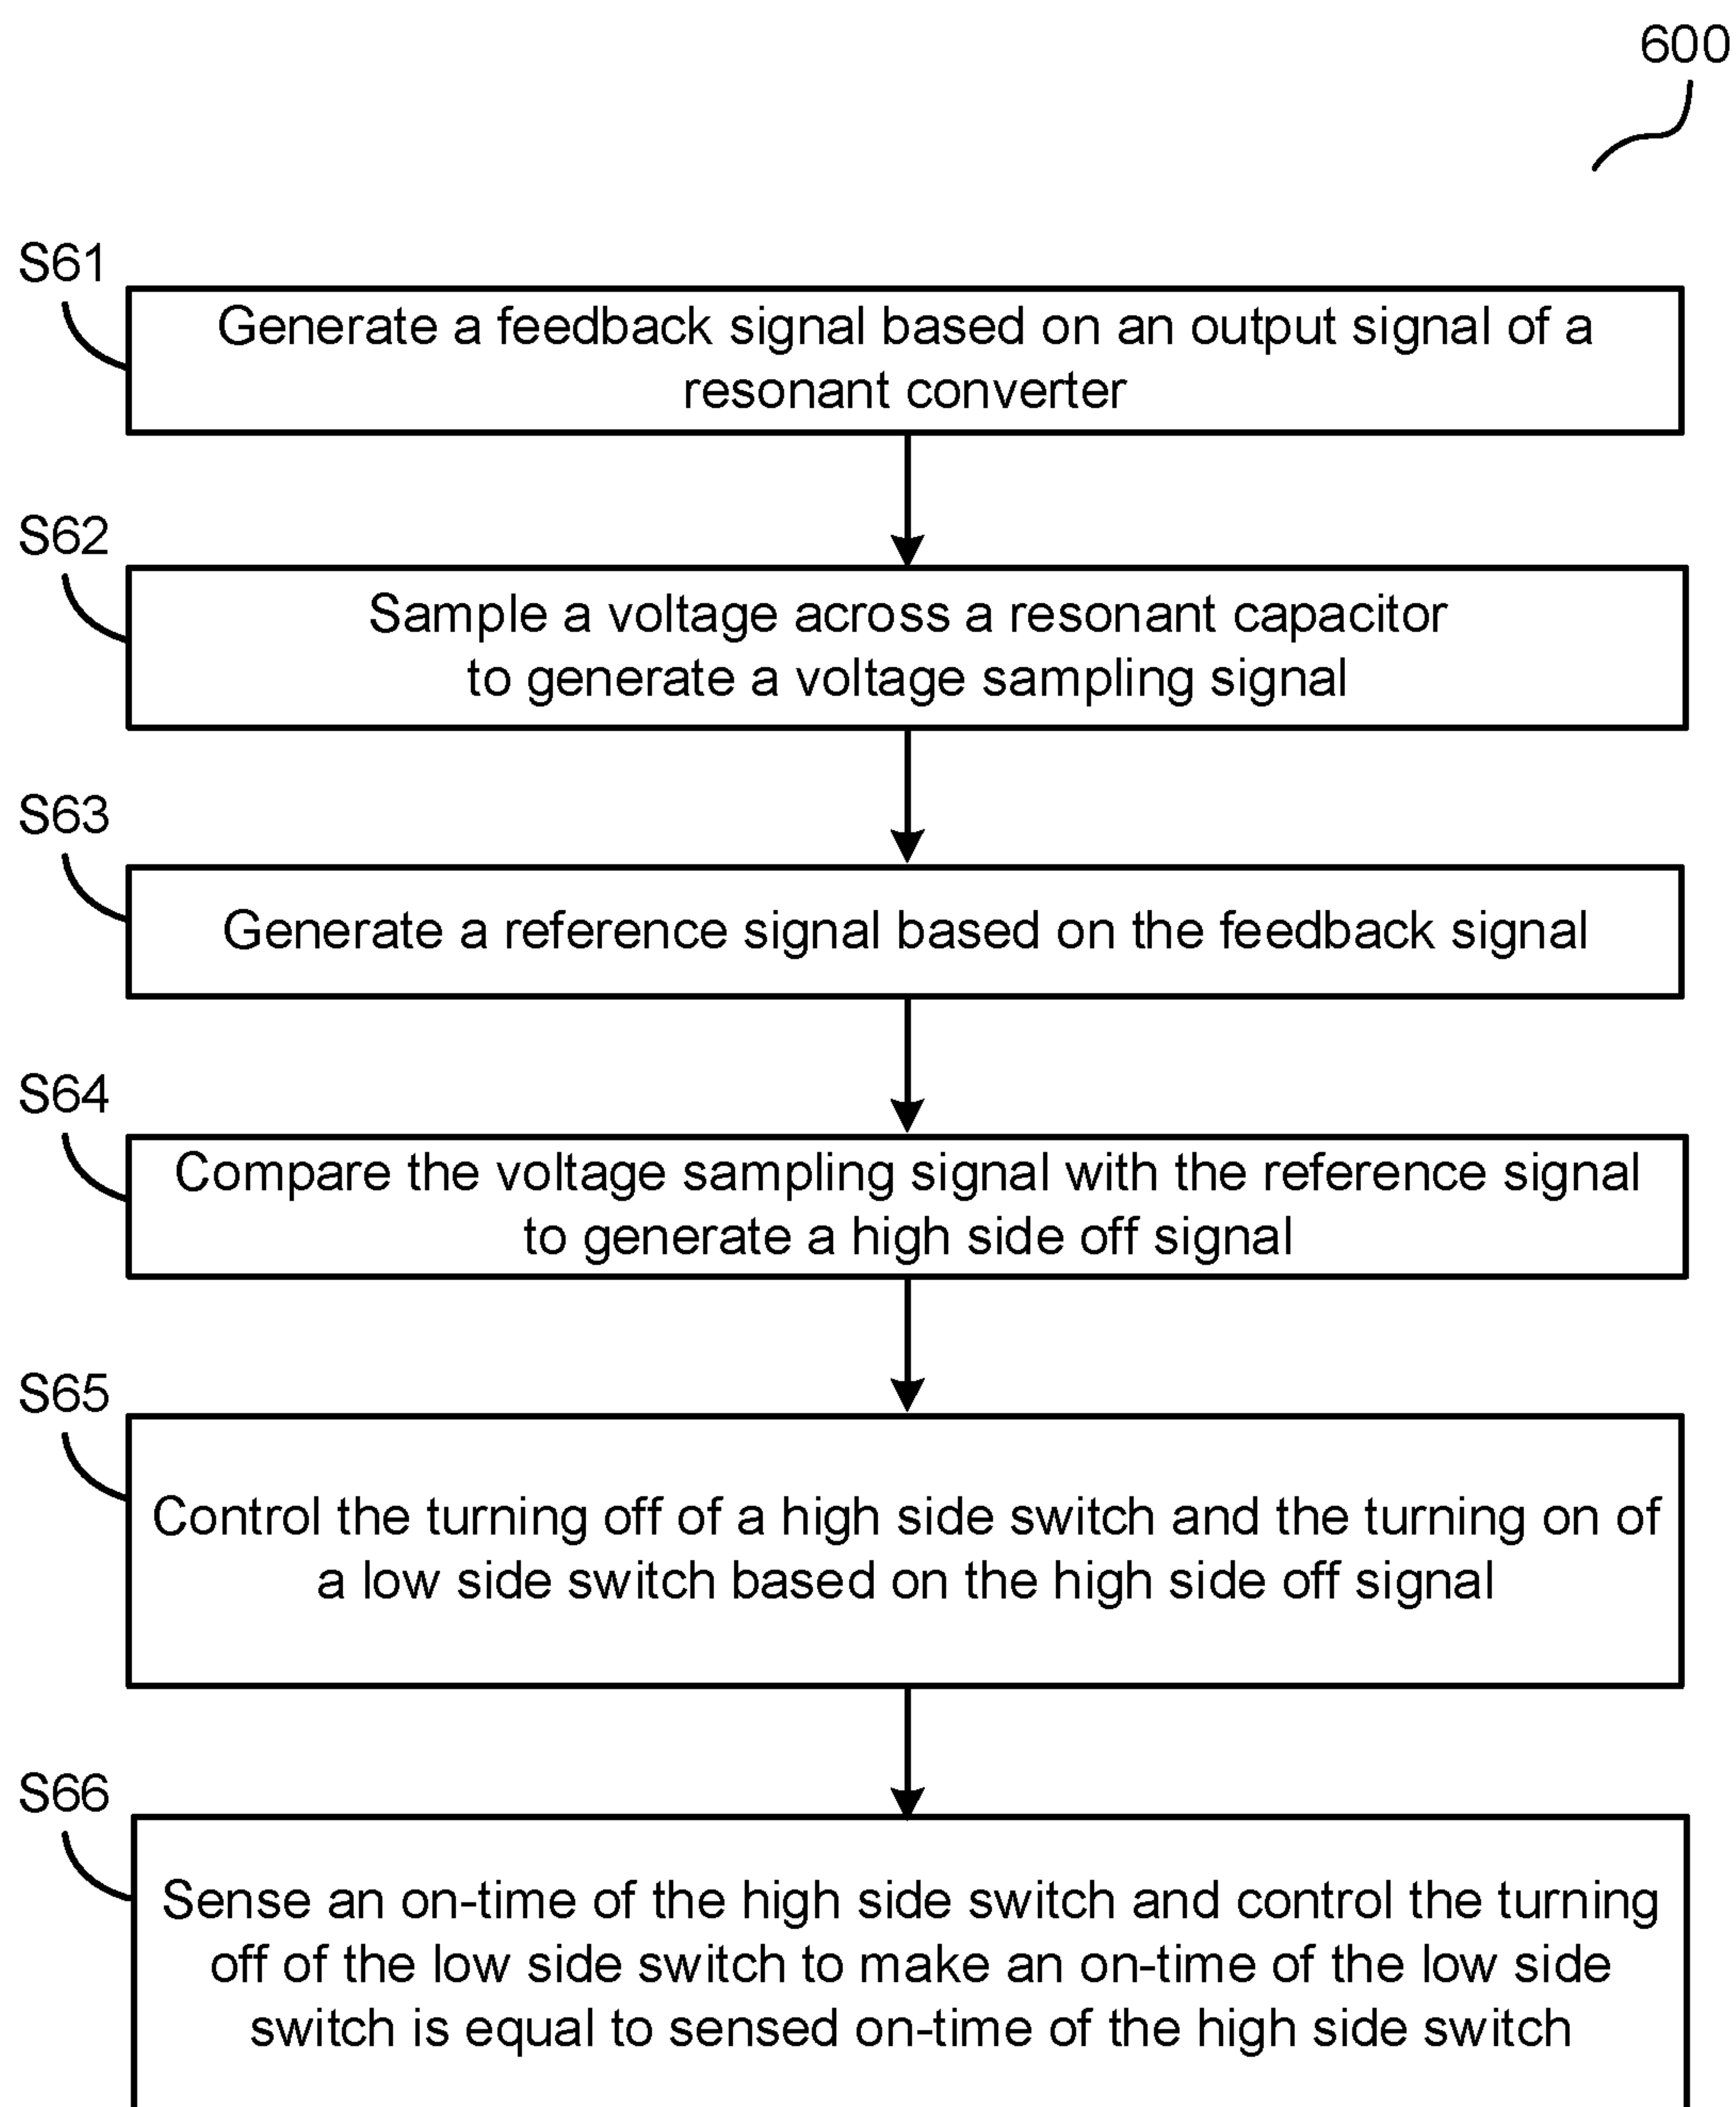 600
S61
Generate a feedback signal based on an output signal of a
resonant converter
S62
Sample a voltage across a resonant capacitor
to generate a voltage sampling signal
S63
Generate a reference signal based on the feedback signal
S64
Compare the voltage sampling signal with the reference signal
to generate a high side off signal
S65
Control the turning off of a high side switch and the turning on of
a low side switch based on the high side off signal
S66
Sense an on-time of the high side switch and control the turning
off of the low side switch to make an on-time of the low side
switch is equal to sensed on-time of the high side switch